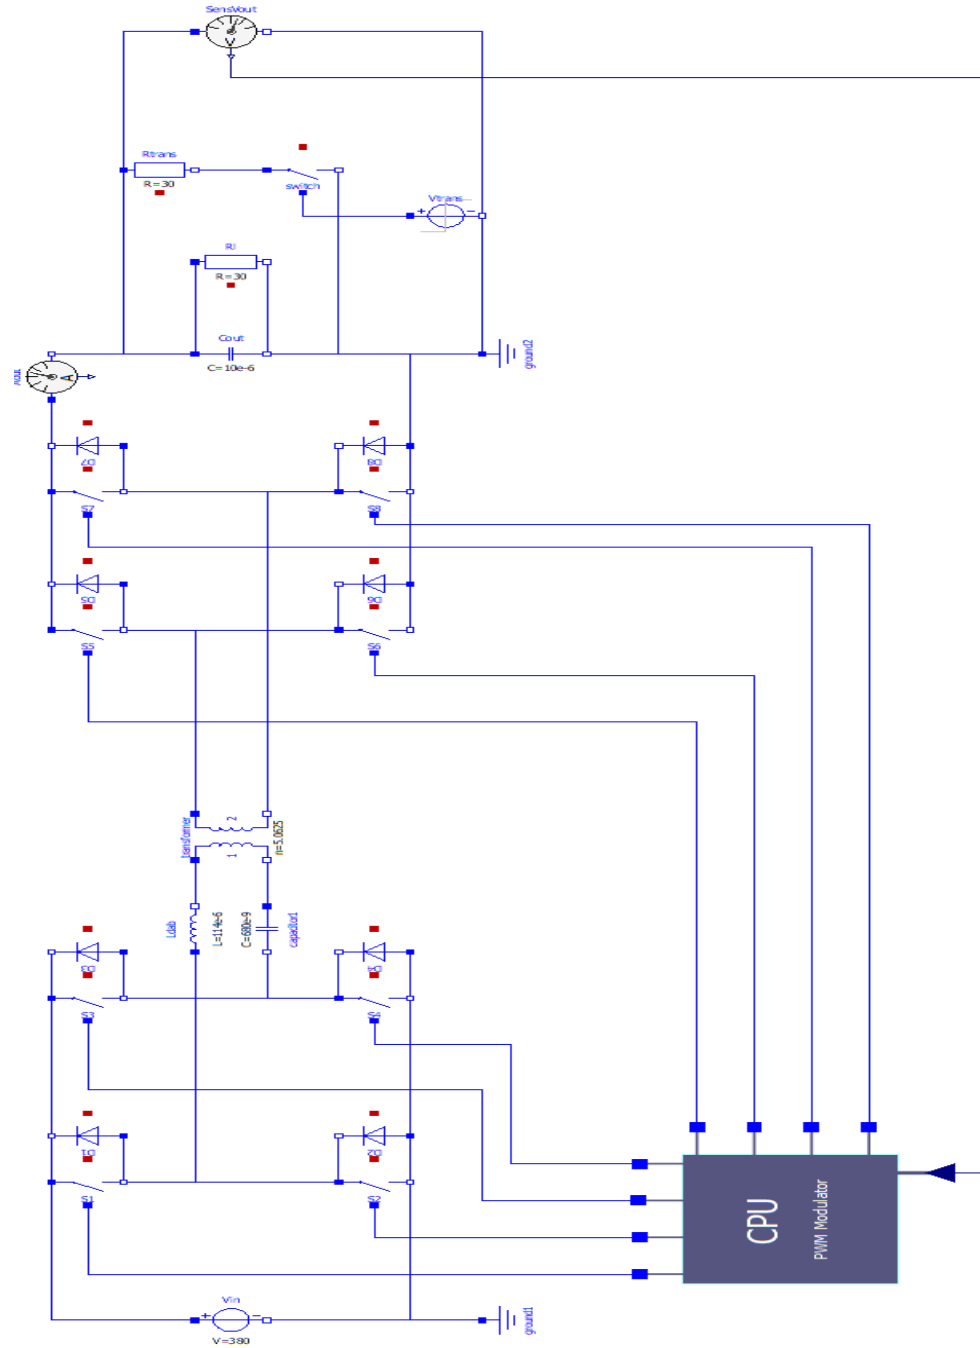 SensVout
V
Rtrans
R=30
switch
Vtrans
+
-
Rl
R=30
Cout
C=10e-6
ground2
A
D7
D8
S7
S8
D5
D6
S5
S6
transformer
2
1
n=5.0625
Ldab
L=114e-6
C=680e-9
capacitor1
D3
D4
S3
S4
D1
D2
S1
S2
CPU
PWM Modulator
Vin
+
-
V=380
ground1